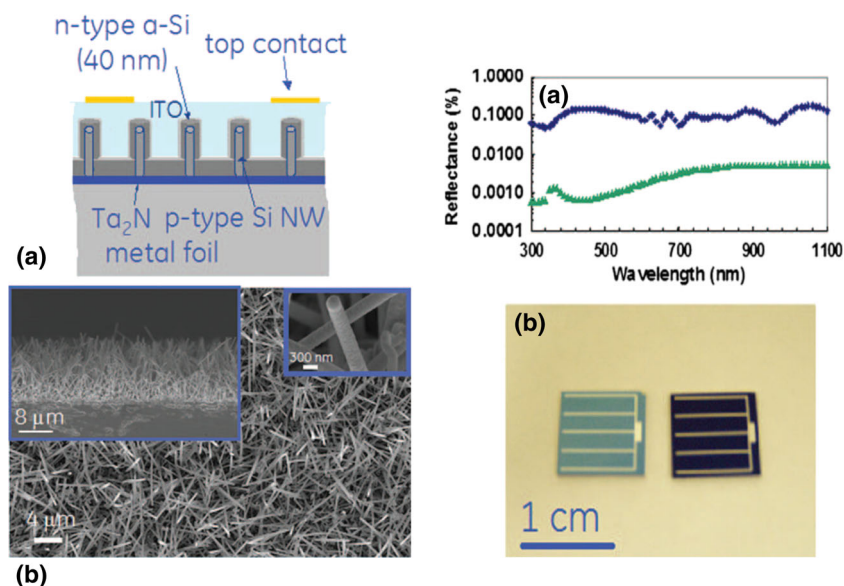 n-type a-Si
(40 nm)
top contact
ITO
Ta2N p-type Si NW
metal foil
(a)
8 μm
300 nm
4 μm
(b)
(a)
1.0000
0.1000
0.0100
0.0010
0.0001
Reflectance (%)
300 500 700 900 1100
Wavelength (nm)
(b)
1 cm